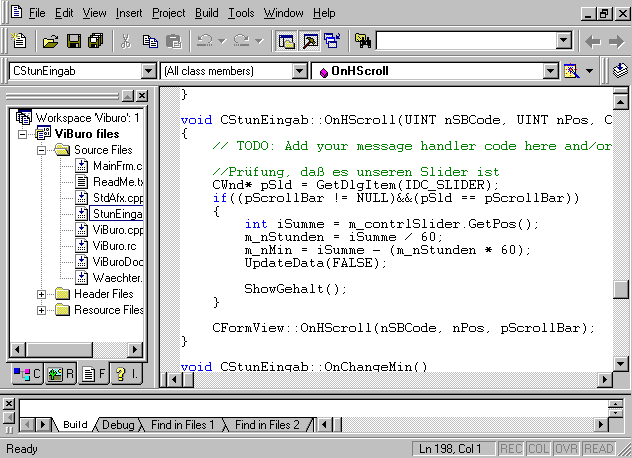 File Edit View Insert Project Build Tools Window Help
CStunEingab (All class members) OnHScroll
Workspace 'Viburo': 1
ViBuro files
Source Files
MainFrm.c
ReadMe.tx
StdAfx.cpp
StunEinga
ViBuro.cpp
ViBuro.rc
ViBuroDoc
Waechter.
Header Files
Resource Files
C R F I.
}
void CStunEingab::OnHScroll(UINT nSBCode, UINT nPos, C
{
// TODO: Add your message handler code here and/or
//Prüfung, daß es unseren Slider ist
CWnd* pSld = GetDlgItem(IDC_SLIDER);
if((pScrollBar != NULL)&&(pSld == pScrollBar))
{
int iSumme = m_contrlSlider.GetPos();
m_nStunden = iSumme / 60;
m_nMin = iSumme - (m_nStunden * 60);
UpdateData(FALSE);
ShowGehalt();
}
CFormView::OnHScroll(nSBCode, nPos, pScrollBar);
}
void CStunEingab::OnChangeMin()
Build Debug Find in Files 1 Find in Files 2
Ready Ln 198, Col 1 REC COL OVR READ